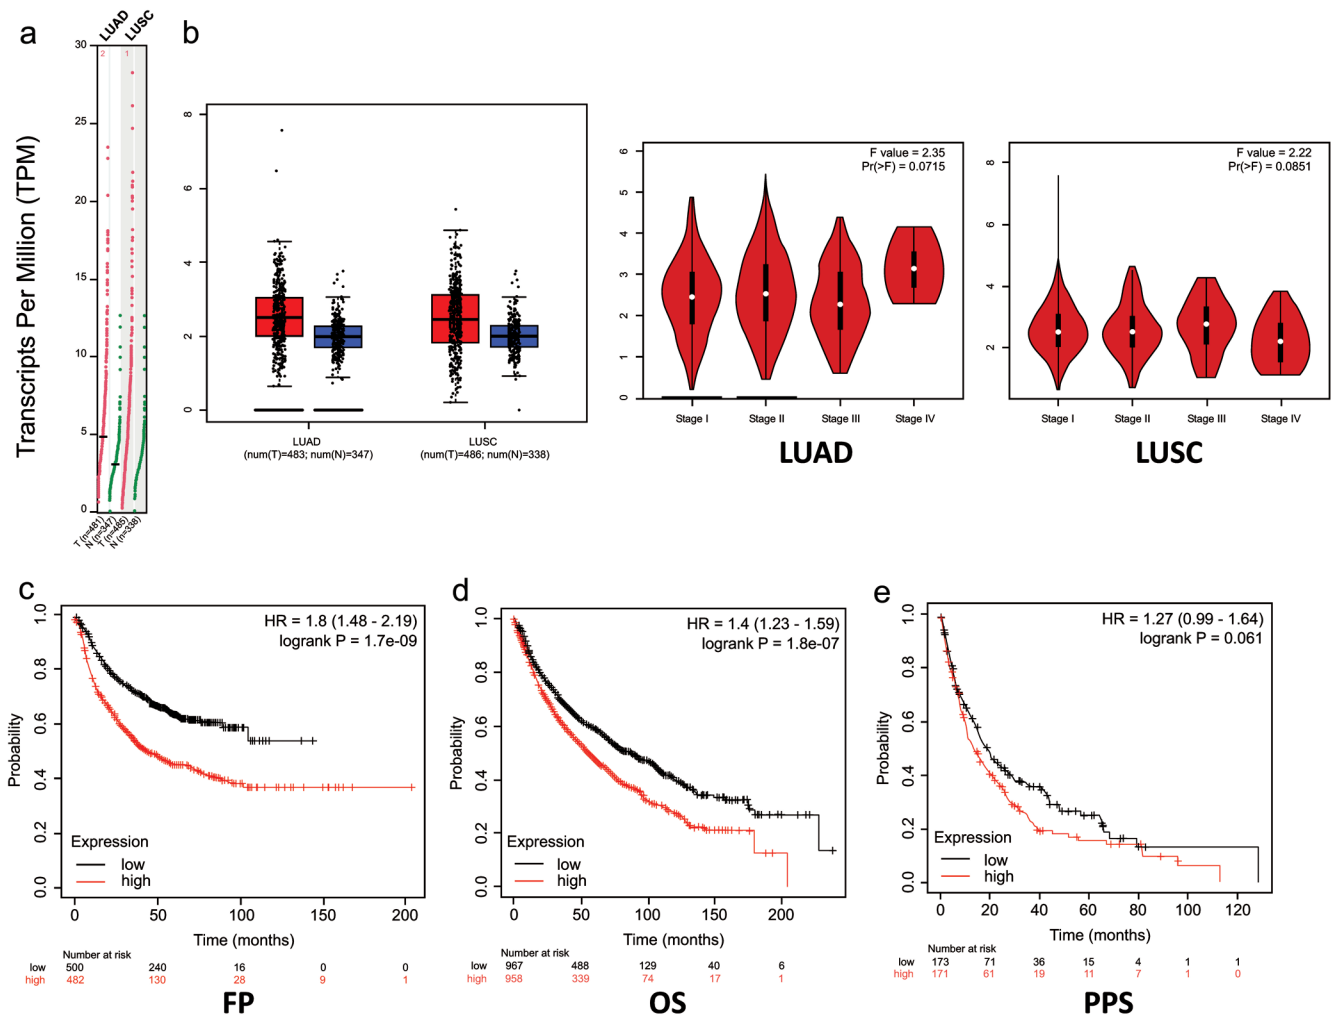 a
LUAD
LUSC
Transcripts Per Million (TPM)
30
25
20
15
10
5
0
2
1
T (n=481)
N (n=347)
T (n=485)
N (n=338)
b
8
6
4
2
0
LUAD
(num(T)=483; num(N)=347)
LUSC
(num(T)=486; num(N)=338)
F value = 2.35
Pr(>F) = 0.0715
6
5
4
3
2
1
0
Stage I
Stage II
Stage III
Stage IV
LUAD
F value = 2.22
Pr(>F) = 0.0851
8
6
4
2
Stage I
Stage II
Stage III
Stage IV
LUSC
c
HR = 1.8 (1.48 - 2.19)
logrank P = 1.7e-09
Probability
1.0
0.8
0.6
0.4
0.2
0.0
Expression
low
high
0 50 100 150 200
Time (months)
Number at risk
low 500 240 16 0 0
high 482 130 28 9 1
FP
d
HR = 1.4 (1.23 - 1.59)
logrank P = 1.8e-07
Probability
1.0
0.8
0.6
0.4
0.2
0.0
Expression
low
high
0 50 100 150 200
Time (months)
Number at risk
low 967 488 129 40 6
high 958 339 74 17 1
OS
e
HR = 1.27 (0.99 - 1.64)
logrank P = 0.061
Probability
1.0
0.8
0.6
0.4
0.2
0.0
Expression
low
high
0 20 40 60 80 100 120
Time (months)
Number at risk
low 173 71 36 15 4 1 1
high 171 61 19 11 7 1 0
PPS